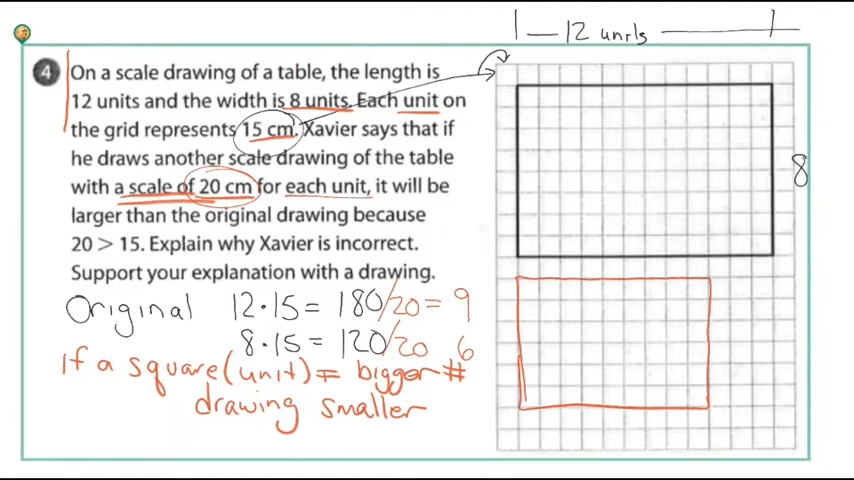 |— 12 units —|
4 On a scale drawing of a table, the length is
12 units and the width is 8 units. Each unit on
the grid represents 15 cm. Xavier says that if
he draws another scale drawing of the table
with a scale of 20 cm for each unit, it will be
larger than the original drawing because
20 > 15. Explain why Xavier is incorrect.
Support your explanation with a drawing.
8
Original 12·15 = 180/20 = 9
8·15 = 120/20 6
If a square(unit) = bigger #
drawing smaller